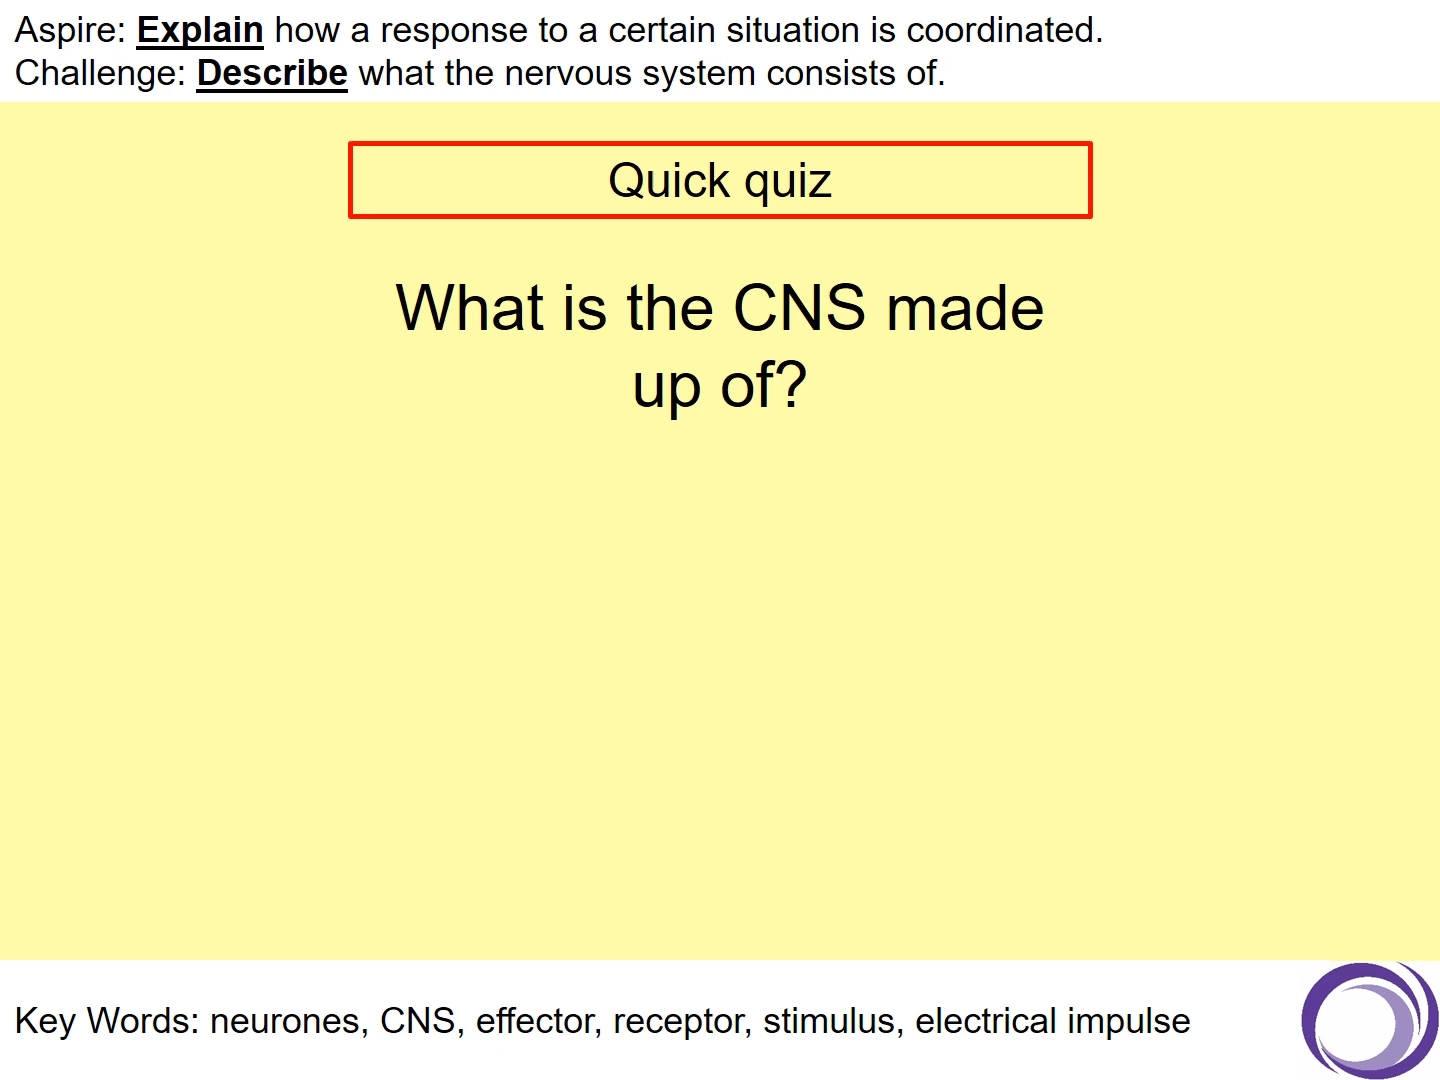 Aspire: Explain how a response to a certain situation is coordinated.
Challenge: Describe what the nervous system consists of.
Quick quiz
What is the CNS made
up of?
Key Words: neurones, CNS, effector, receptor, stimulus, electrical impulse